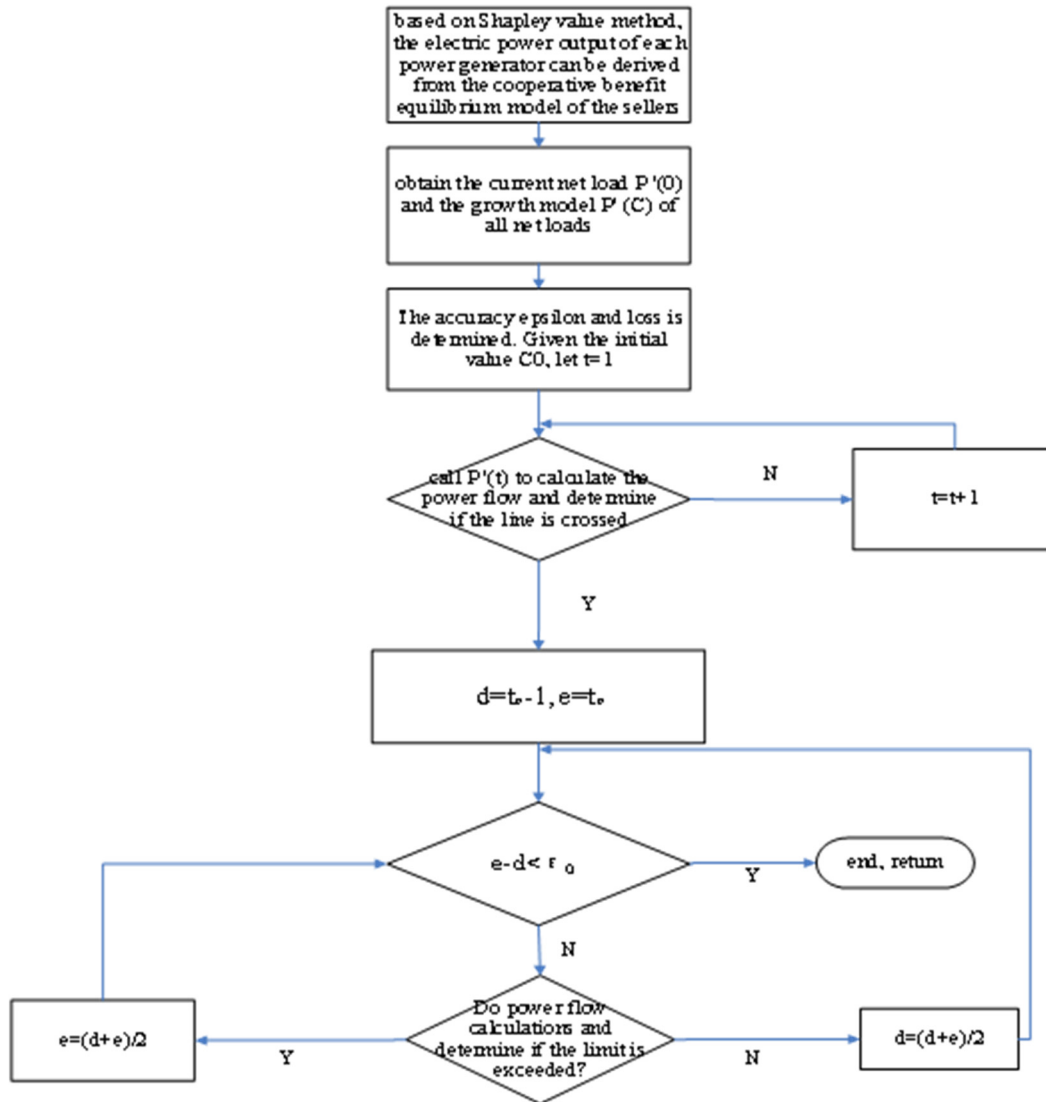 based on Shapley value method,
the electric power output of each
power generator can be derived
from the cooperative benefit
equilibrium model of the sellers
obtain the current net load P'(0)
and the growth model P' (C) of
all net loads
The accuracy epsilon and loss is
determined. Given the initial
value C0, let t=1
call P'(t) to calculate the
power flow and determine
if the line is crossed
N
t=t+1
Y
d=tₑ-1, e=tₑ
e-d< ε ₀
Y
end, return
N
Do power flow
calculations and
determine if the limit is
exceeded?
Y
e=(d+e)/2
N
d=(d+e)/2